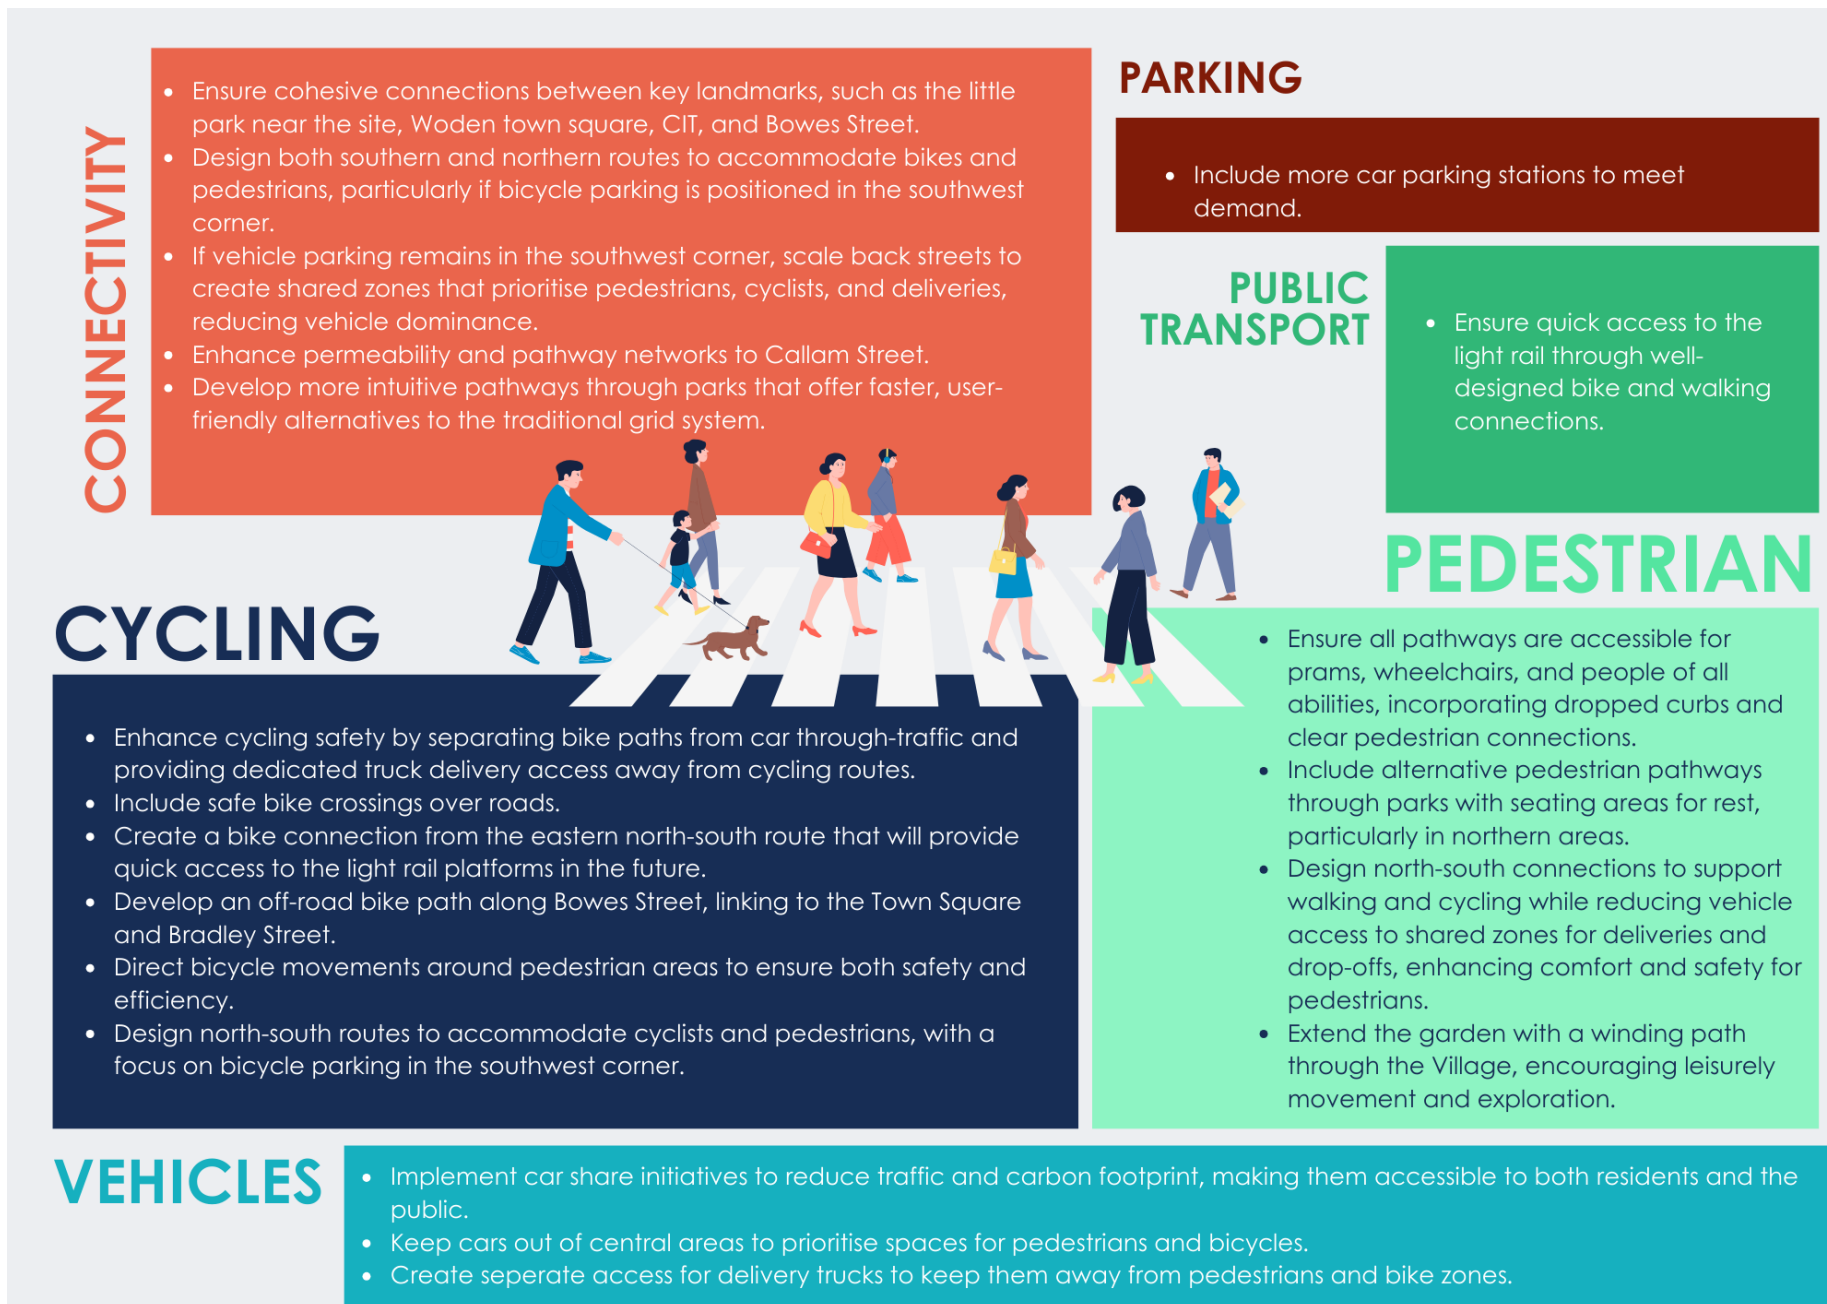 CONNECTIVITY
• Ensure cohesive connections between key landmarks, such as the little
park near the site, Woden town square, CIT, and Bowes Street.
• Design both southern and northern routes to accommodate bikes and
pedestrians, particularly if bicycle parking is positioned in the southwest
corner.
• If vehicle parking remains in the southwest corner, scale back streets to
create shared zones that prioritise pedestrians, cyclists, and deliveries,
reducing vehicle dominance.
• Enhance permeability and pathway networks to Callam Street.
• Develop more intuitive pathways through parks that offer faster, user-
friendly alternatives to the traditional grid system.
PARKING
• Include more car parking stations to meet
demand.
PUBLIC
TRANSPORT
• Ensure quick access to the
light rail through well-
designed bike and walking
connections.
CYCLING
• Enhance cycling safety by separating bike paths from car through-traffic and
providing dedicated truck delivery access away from cycling routes.
• Include safe bike crossings over roads.
• Create a bike connection from the eastern north-south route that will provide
quick access to the light rail platforms in the future.
• Develop an off-road bike path along Bowes Street, linking to the Town Square
and Bradley Street.
• Direct bicycle movements around pedestrian areas to ensure both safety and
efficiency.
• Design north-south routes to accommodate cyclists and pedestrians, with a
focus on bicycle parking in the southwest corner.
PEDESTRIAN
• Ensure all pathways are accessible for
prams, wheelchairs, and people of all
abilities, incorporating dropped curbs and
clear pedestrian connections.
• Include alternative pedestrian pathways
through parks with seating areas for rest,
particularly in northern areas.
• Design north-south connections to support
walking and cycling while reducing vehicle
access to shared zones for deliveries and
drop-offs, enhancing comfort and safety for
pedestrians.
• Extend the garden with a winding path
through the Village, encouraging leisurely
movement and exploration.
VEHICLES
• Implement car share initiatives to reduce traffic and carbon footprint, making them accessible to both residents and the
public.
• Keep cars out of central areas to prioritise spaces for pedestrians and bicycles.
• Create seperate access for delivery trucks to keep them away from pedestrians and bike zones.